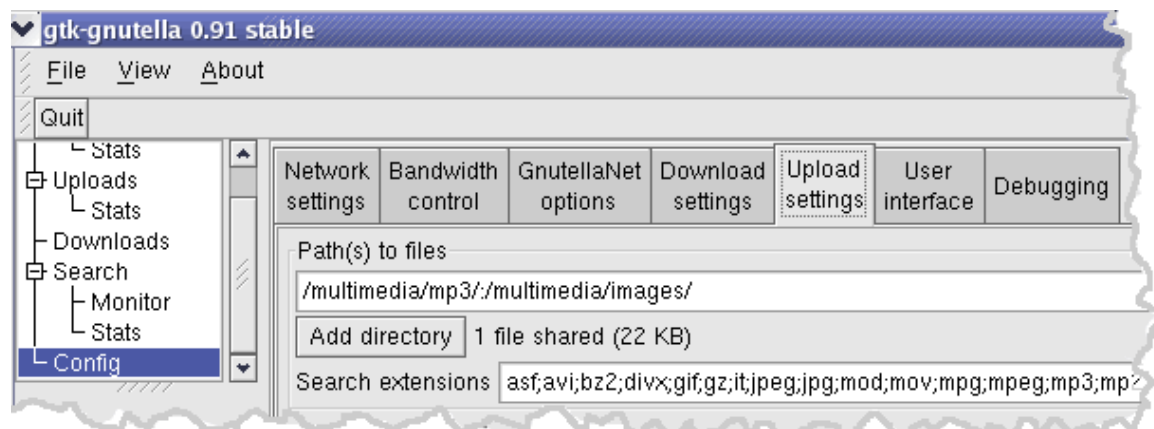 gtk-gnutella 0.91 stable
File View About
Quit
Stats
Uploads
Stats
Downloads
Search
Monitor
Stats
Config
Network settings
Bandwidth control
GnutellaNet options
Download settings
Upload settings
User interface
Debugging
Path(s) to files
/multimedia/mp3/:/multimedia/images/
Add directory 1 file shared (22 KB)
Search extensions asf;avi;bz2;divx;gif;gz;it;jpeg;jpg;mod;mov;mpg;mpeg;mp3;